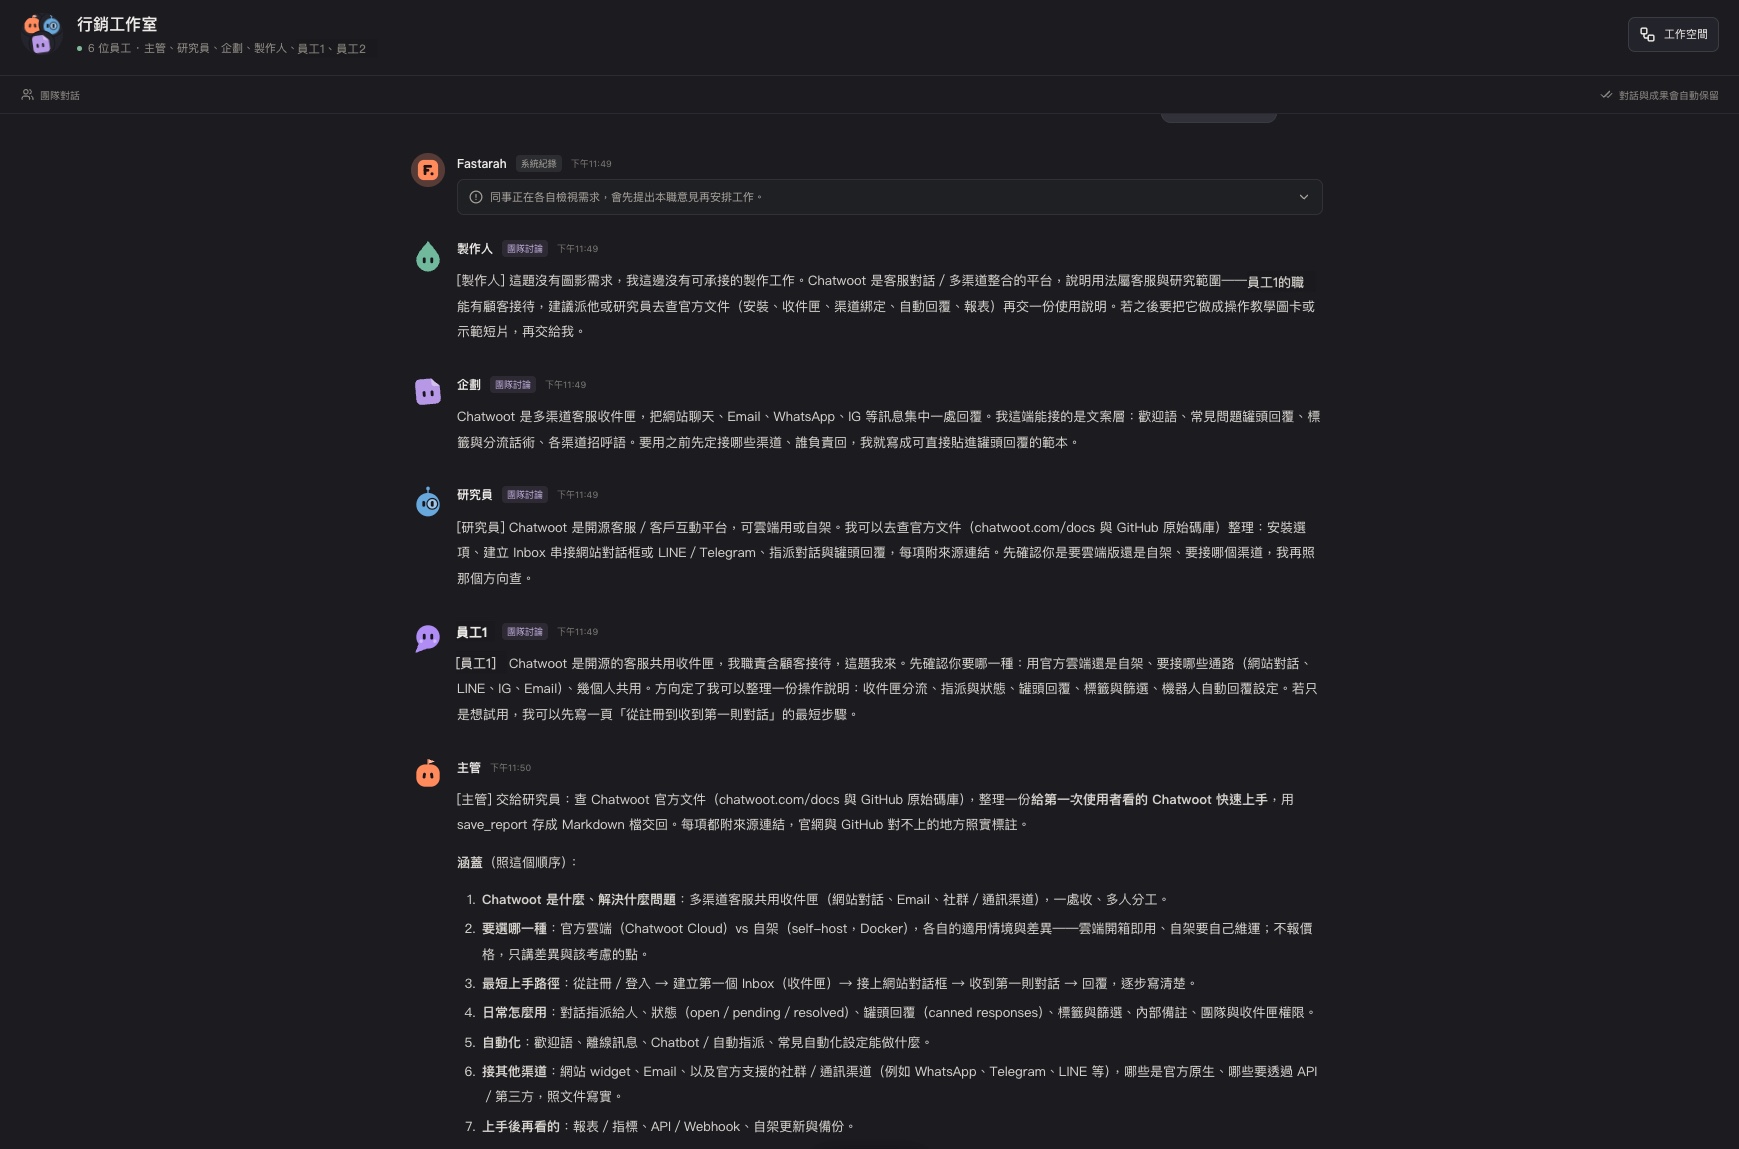 行銷工作室
6 位員工・主管、研究員、企劃、製作人、員工1、員工2
工作空間
團隊對話
對話與成果會自動保留
Fastarah 系統紀錄 下午11:49
同事正在各自檢視需求，會先提出本職意見再安排工作。
製作人 團隊討論 下午11:49
[製作人] 這題沒有圖影需求，我這邊沒有可承接的製作工作。Chatwoot 是客服對話 / 多渠道整合的平台，說明用法屬客服與研究範圍——員工1的職
能有顧客接待，建議派他或研究員去查官方文件（安裝、收件匣、渠道綁定、自動回覆、報表）再交一份使用說明。若之後要把它做成操作教學圖卡或
示範短片，再交給我。
企劃 團隊討論 下午11:49
Chatwoot 是多渠道客服收件匣，把網站聊天、Email、WhatsApp、IG 等訊息集中一處回覆。我這端能接的是文案層：歡迎語、常見問題罐頭回覆、標
籤與分流話術、各渠道招呼語。要用之前先定接哪些渠道、誰負責回，我就寫成可直接貼進罐頭回覆的範本。
研究員 團隊討論 下午11:49
[研究員] Chatwoot 是開源客服 / 客戶互動平台，可雲端用或自架。我可以去查官方文件（chatwoot.com/docs 與 GitHub 原始碼庫）整理：安裝選
項、建立 Inbox 串接網站對話框或 LINE / Telegram、指派對話與罐頭回覆，每項附來源連結。先確認你是要雲端版還是自架、要接哪個渠道，我再照
那個方向查。
員工1 團隊討論 下午11:49
[員工1] Chatwoot 是開源的客服共用收件匣，我職責含顧客接待，這題我來。先確認你要哪一種：用官方雲端還是自架、要接哪些通路（網站對話、
LINE、IG、Email）、幾個人共用。方向定了我可以整理一份操作說明：收件匣分流、指派與狀態、罐頭回覆、標籤與篩選、機器人自動回覆設定。若只
是想試用，我可以先寫一頁「從註冊到收到第一則對話」的最短步驟。
主管 下午11:50
[主管] 交給研究員：查 Chatwoot 官方文件（chatwoot.com/docs 與 GitHub 原始碼庫），整理一份給第一次使用者看的 Chatwoot 快速上手，用
save_report 存成 Markdown 檔交回。每項都附來源連結，官網與 GitHub 對不上的地方照實標註。
涵蓋（照這個順序）：
1. Chatwoot 是什麼、解決什麼問題：多渠道客服共用收件匣（網站對話、Email、社群 / 通訊渠道），一處收、多人分工。
2. 要選哪一種：官方雲端（Chatwoot Cloud）vs 自架（self-host，Docker），各自的適用情境與差異——雲端開箱即用、自架要自己維運；不報價
格，只講差異與該考慮的點。
3. 最短上手路徑：從註冊 / 登入 → 建立第一個 Inbox（收件匣）→ 接上網站對話框 → 收到第一則對話 → 回覆，逐步寫清楚。
4. 日常怎麼用：對話指派給人、狀態（open / pending / resolved）、罐頭回覆（canned responses）、標籤與篩選、內部備註、團隊與收件匣權限。
5. 自動化：歡迎語、離線訊息、Chatbot / 自動指派、常見自動化設定能做什麼。
6. 接其他渠道：網站 widget、Email、以及官方支援的社群 / 通訊渠道（例如 WhatsApp、Telegram、LINE 等），哪些是官方原生、哪些要透過 API
/ 第三方，照文件寫實。
7. 上手後再看的：報表 / 指標、API / Webhook、自架更新與備份。